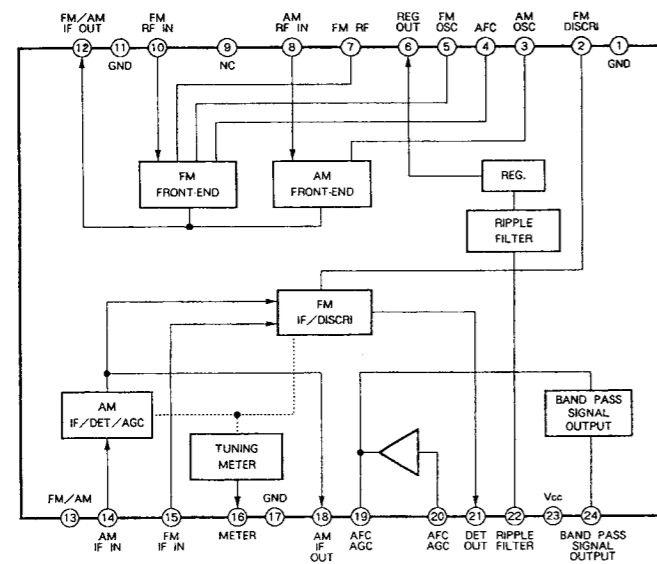 FM/AM
IF OUT
FM
RF IN
AM
RF IN
FM RF
REG
OUT
FM
OSC
AFC
AM
OSC
FM
DISCRI
12
11
10
9
8
7
6
5
4
3
2
1
GND
NC
GND
FM
FRONT-END
AM
FRONT-END
REG.
RIPPLE
FILTER
FM
IF/DISCRI
AM
IF/DET/AGC
TUNING
METER
BAND PASS
SIGNAL
OUTPUT
FM/AM
GND
Vcc
13
14
15
16
17
18
19
20
21
22
23
24
AM
IF IN
FM
IF IN
METER
AM
IF
OUT
AFC
AGC
AFC
AGC
DET
OUT
RIPPLE
FILTER
BAND PASS
SIGNAL
OUTPUT